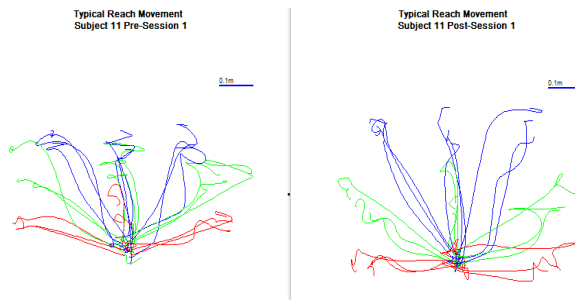 Typical Reach Movement
Subject 11 Pre-Session 1
0.1m
Typical Reach Movement
Subject 11 Post-Session 1
0.1m